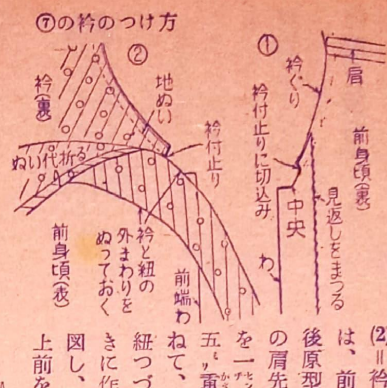 ⑦の衿のつけ方
①
肩
衿ぐり
前身頃(裏)
衿付止りに切込み
中央
見返しをまつる
わ
②
地ぬい
衿(裏)
衿付止り
ぬい代折る
衿と紐の
外まわりを
ぬっておく
前身頃(表)
前端わ
は、前
後原型
の肩先
を一
ねて、
紐つづ
きに作
図し、
上前を